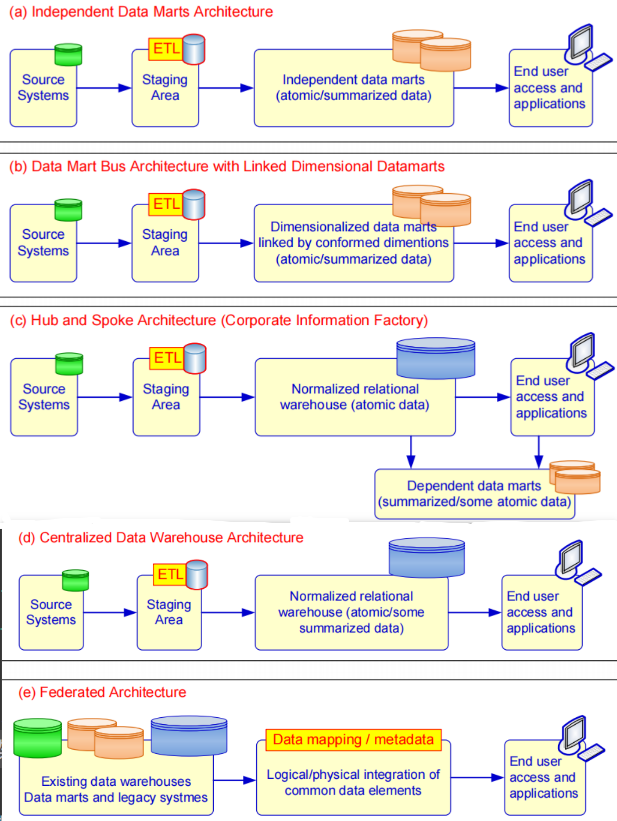 (a) Independent Data Marts Architecture
ETL
Source
Systems
Staging
Area
Independent data marts
(atomic/summarized data)
End user
access and
applications
(b) Data Mart Bus Architecture with Linked Dimensional Datamarts
ETL
Source
Systems
Staging
Area
Dimensionalized data marts
linked by conformed dimentions
(atomic/summarized data)
End user
access and
applications
(c) Hub and Spoke Architecture (Corporate Information Factory)
ETL
Source
Systems
Staging
Area
Normalized relational
warehouse (atomic data)
End user
access and
applications
Dependent data marts
(summarized/some atomic data)
(d) Centralized Data Warehouse Architecture
ETL
Source
Systems
Staging
Area
Normalized relational
warehouse (atomic/some
summarized data)
End user
access and
applications
(e) Federated Architecture
Existing data warehouses
Data marts and legacy systmes
Data mapping / metadata
Logical/physical integration of
common data elements
End user
access and
applications